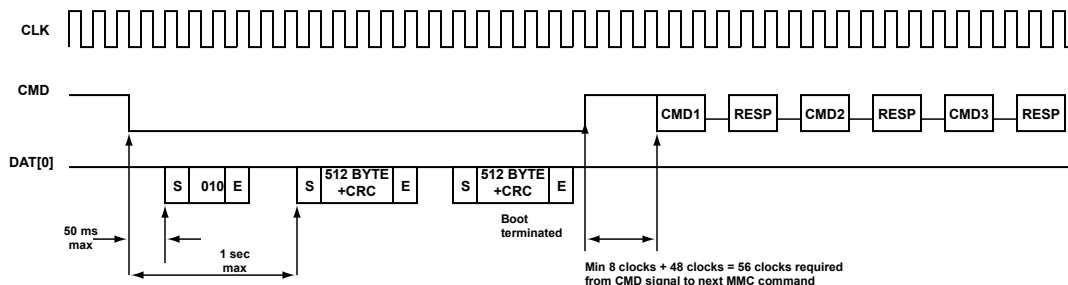 CLK
CMD
CMD1 RESP CMD2 RESP CMD3 RESP
DAT[0]
S 010 E S 512 BYTE +CRC E S 512 BYTE +CRC E
Boot
terminated
50 ms
max
1 sec
max
Min 8 clocks + 48 clocks = 56 clocks required
from CMD signal to next MMC command